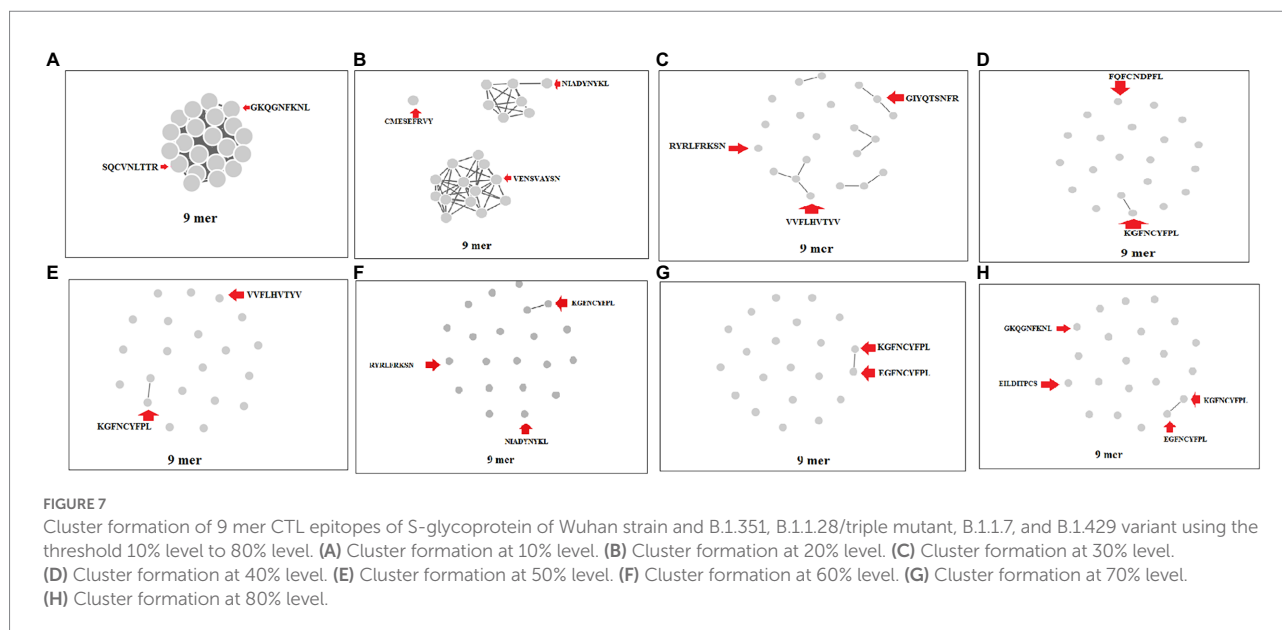 A
GKQGNFKNL
SQCVNLTTR
9 mer
B
NIADYNYKL
CMESEFRVY
VENSVAYSN
9 mer
C
GIYQTSNFR
RYRLFRKSN
VVFLHVTYV
9 mer
D
FQFCNDPFL
KGFNCYFPL
9 mer
E
VVFLHVTYV
KGFNCYFPL
9 mer
F
KGFNCYFPL
RYRLFRKSN
NIADYNYKL
9 mer
G
KGFNCYFPL
EGFNCYFPL
9 mer
H
GKQGNFKNL
EILDITPCS
KGFNCYFPL
EGFNCYFPL
9 mer
FIGURE 7
Cluster formation of 9 mer CTL epitopes of S-glycoprotein of Wuhan strain and B.1.351, B.1.1.28/triple mutant, B.1.1.7, and B.1.429 variant using the
threshold 10% level to 80% level. (A) Cluster formation at 10% level. (B) Cluster formation at 20% level. (C) Cluster formation at 30% level.
(D) Cluster formation at 40% level. (E) Cluster formation at 50% level. (F) Cluster formation at 60% level. (G) Cluster formation at 70% level.
(H) Cluster formation at 80% level.